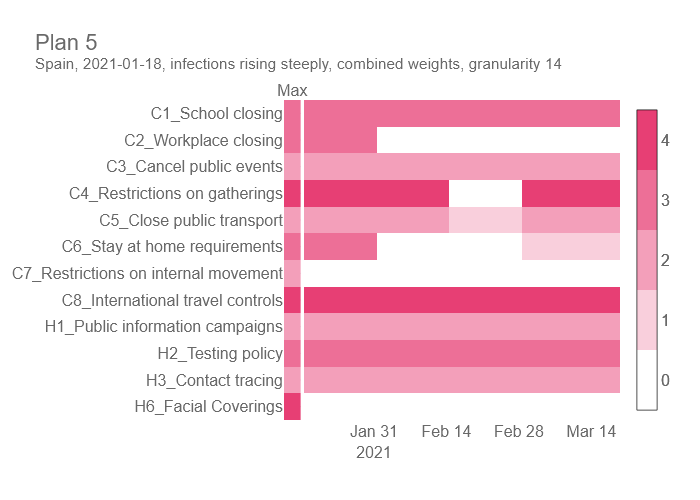 Plan 5
Spain, 2021-01-18, infections rising steeply, combined weights, granularity 14
Max
C1_School closing
C2_Workplace closing
C3_Cancel public events
C4_Restrictions on gatherings
C5_Close public transport
C6_Stay at home requirements
C7_Restrictions on internal movement
C8_International travel controls
H1_Public information campaigns
H2_Testing policy
H3_Contact tracing
H6_Facial Coverings
4
3
2
1
0
Jan 31 Feb 14 Feb 28 Mar 14
2021